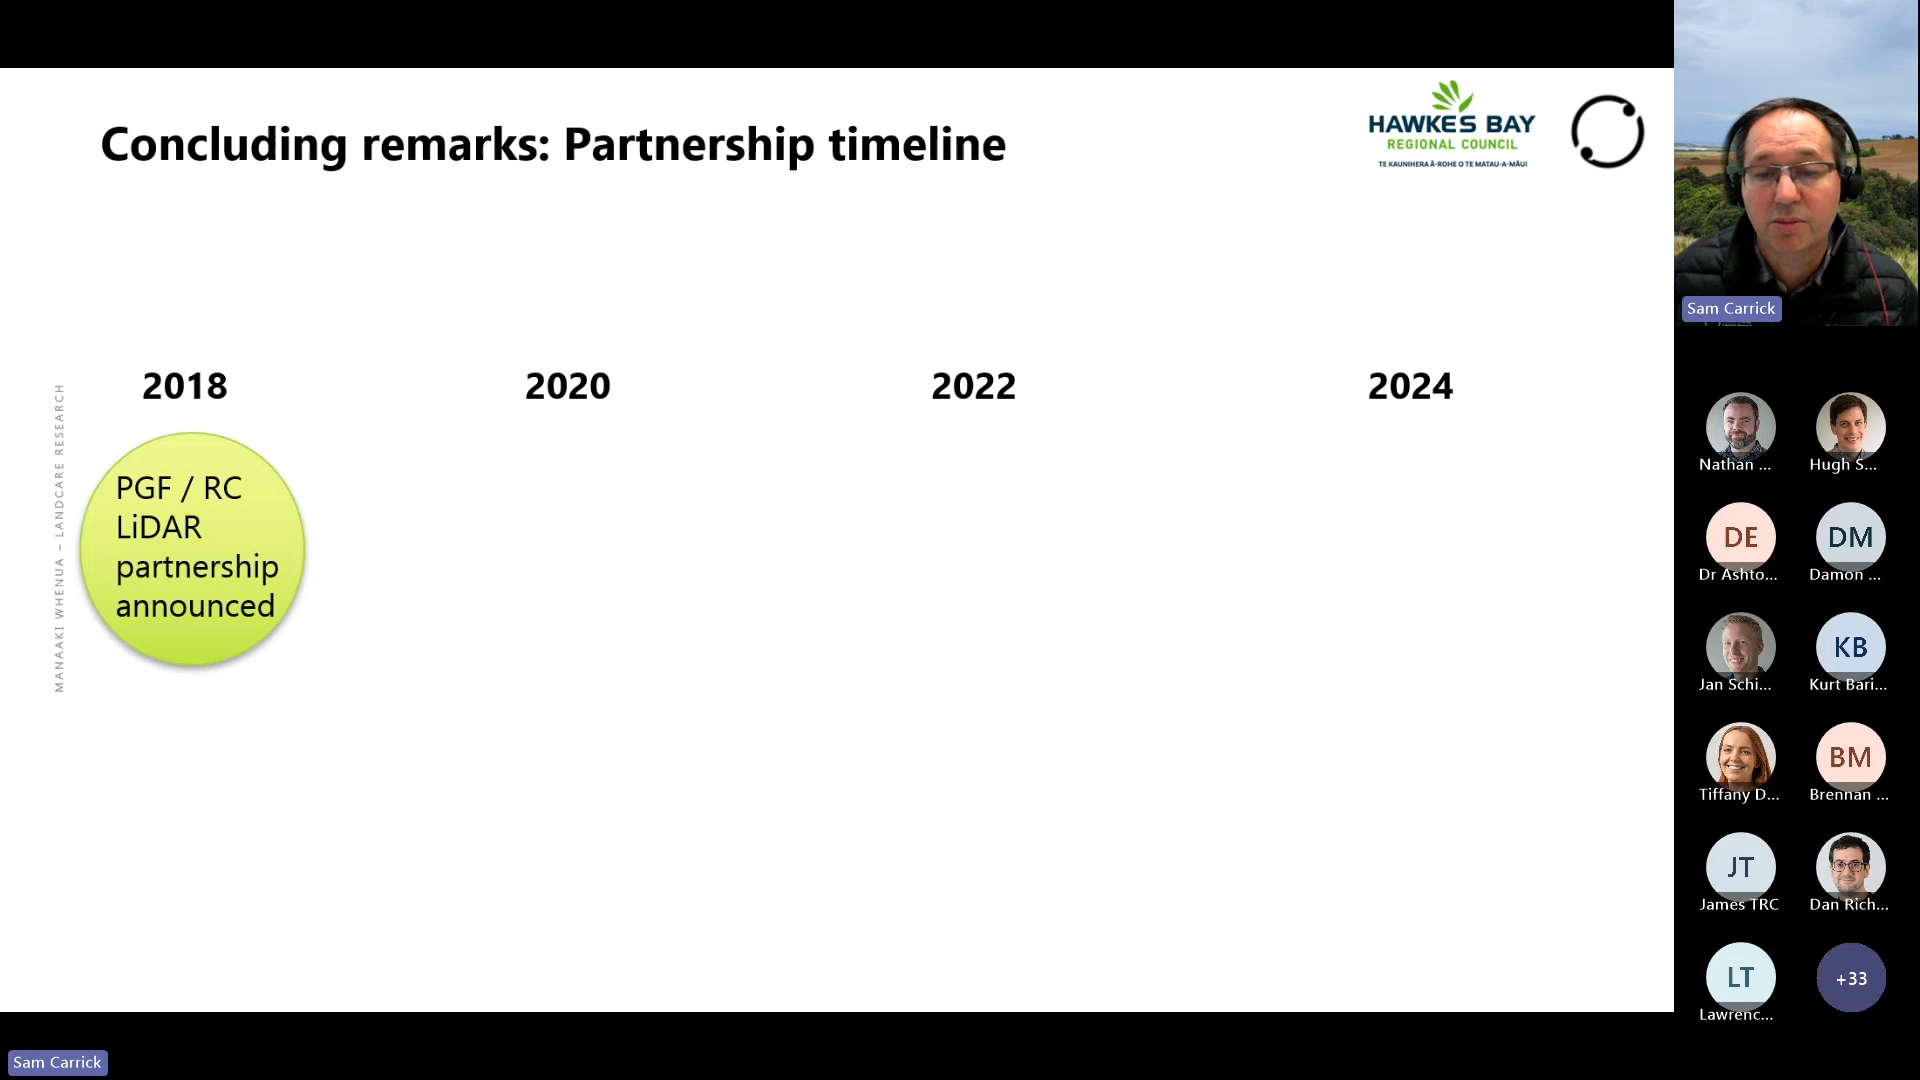 Concluding remarks: Partnership timeline
HAWKE'S BAY
REGIONAL COUNCIL
TE KAUNIHERA Ā-ROHE O TE MATAU-A-MĀUI
2018
2020
2022
2024
PGF / RC
LiDAR
partnership
announced
MANAAKI WHENUA – LANDCARE RESEARCH
Sam Carrick
Nathan ...
Hugh S...
DE
DM
Dr Ashto...
Damon ...
KB
Jan Schi...
Kurt Bari...
BM
Tiffany D...
Brennan ...
JT
James TRC
Dan Rich...
LT
+33
Lawrenc...
Sam Carrick